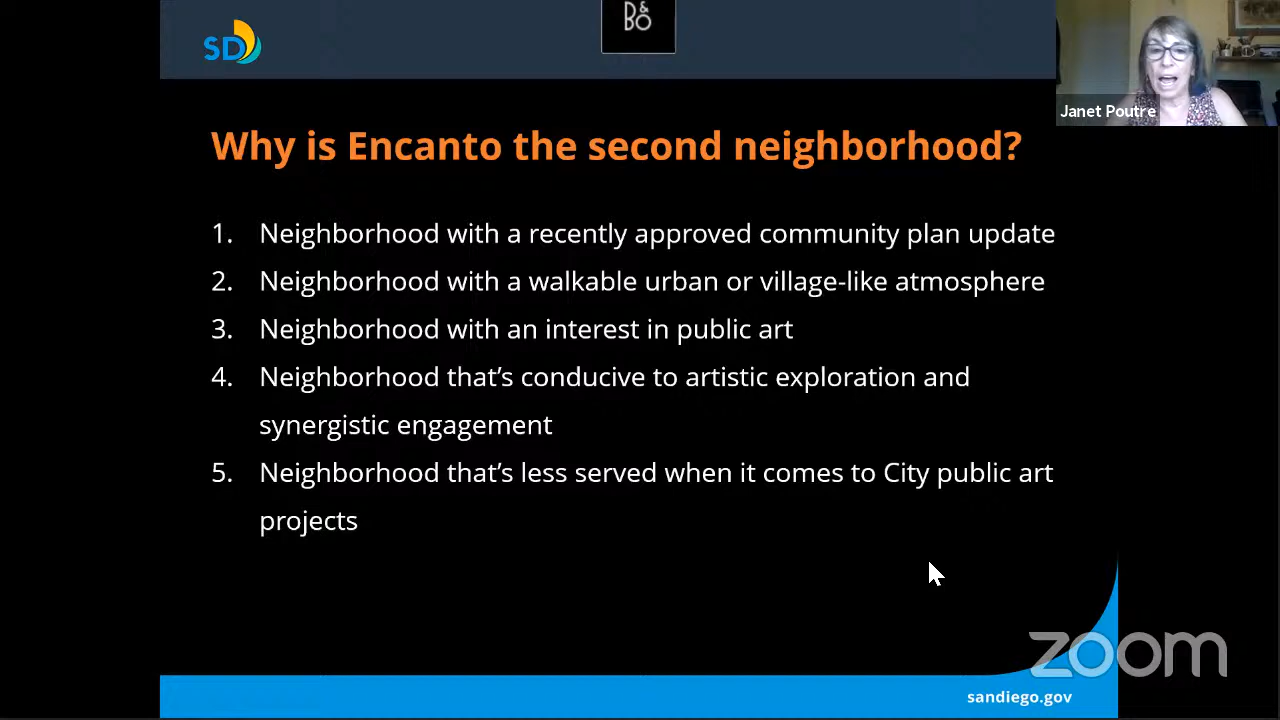 SD
B&
BO
Janet Poutre
Why is Encanto the second neighborhood?
1. Neighborhood with a recently approved community plan update
2. Neighborhood with a walkable urban or village-like atmosphere
3. Neighborhood with an interest in public art
4. Neighborhood that's conducive to artistic exploration and
synergistic engagement
5. Neighborhood that's less served when it comes to City public art
projects
zoom
sandiego.gov